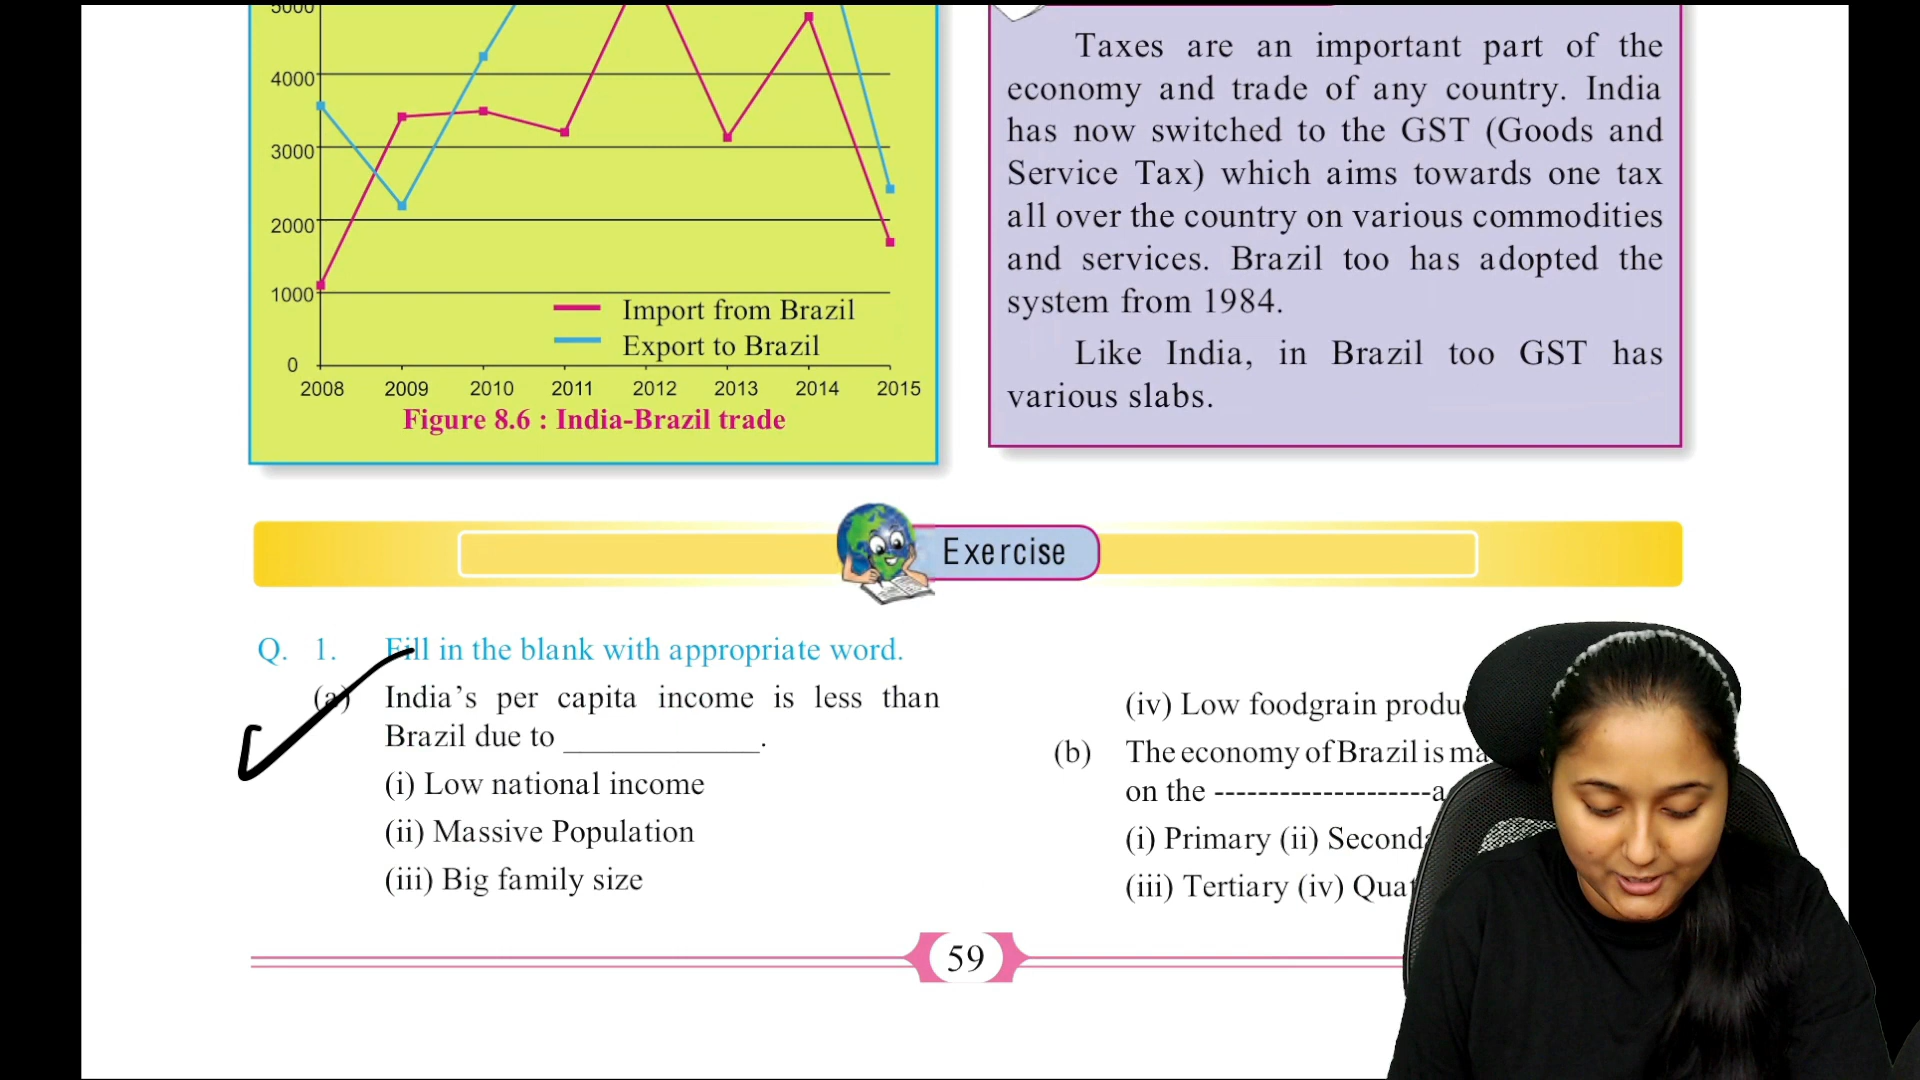 5000
4000
3000
2000
1000
0
2008 2009 2010 2011 2012 2013 2014 2015
Import from Brazil
Export to Brazil
Figure 8.6 : India-Brazil trade
Taxes are an important part of the
economy and trade of any country. India
has now switched to the GST (Goods and
Service Tax) which aims towards one tax
all over the country on various commodities
and services. Brazil too has adopted the
system from 1984.
Like India, in Brazil too GST has
various slabs.
Exercise
Q. 1. Fill in the blank with appropriate word.
(a) India’s per capita income is less than
Brazil due to ____________.
(i) Low national income
(ii) Massive Population
(iii) Big family size
(iv) Low foodgrain
(b) The economy of Brazil is
on the --------------------
(i) Primary (ii)
(iii) Tertiary (iv)
59